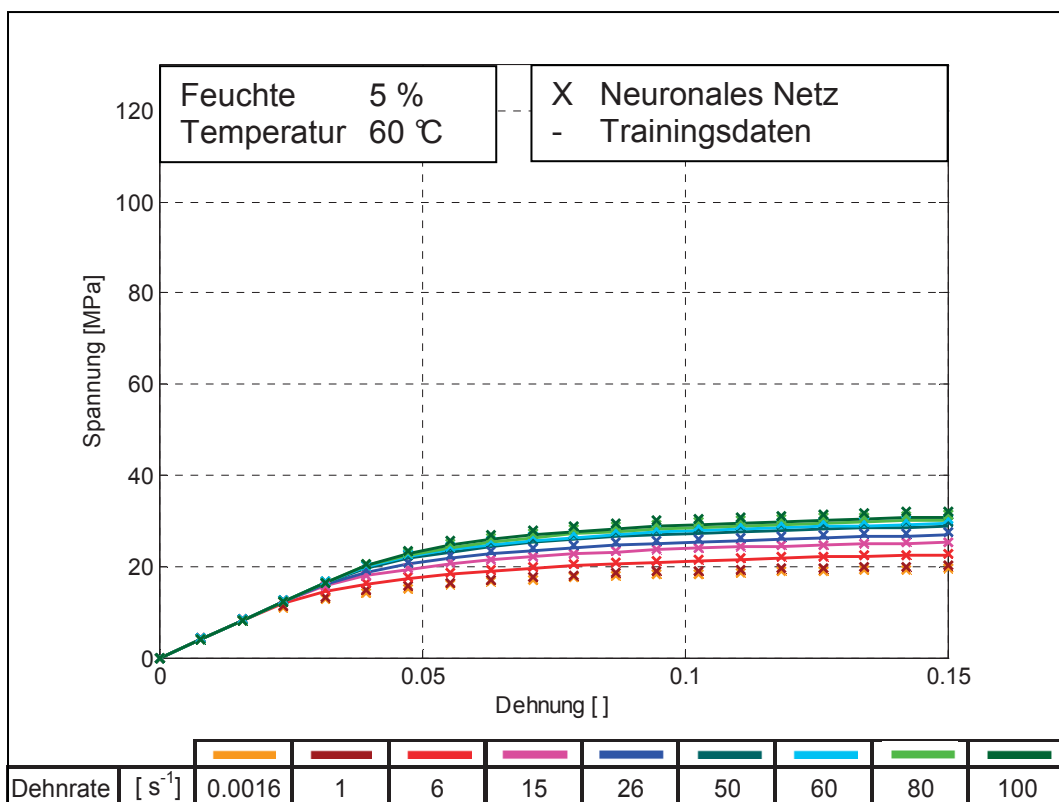 Feuchte 5 %
Temperatur 60 °C
X Neuronales Netz
- Trainingsdaten
120
100
80
60
40
20
0
Spannung [MPa]
0 0.05 0.1 0.15
Dehnung [ ]
Dehnrate [ s⁻¹] 0.0016 1 6 15 26 50 60 80 100